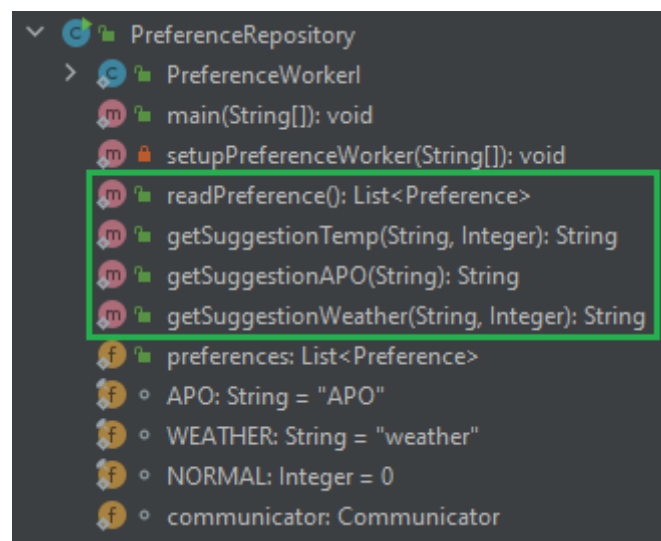 PreferenceRepository
PreferenceWorkerI
main(String[]): void
setupPreferenceWorker(String[]): void
readPreference(): List<Preference>
getSuggestionTemp(String, Integer): String
getSuggestionAPO(String): String
getSuggestionWeather(String, Integer): String
preferences: List<Preference>
APO: String = "APO"
WEATHER: String = "weather"
NORMAL: Integer = 0
communicator: Communicator